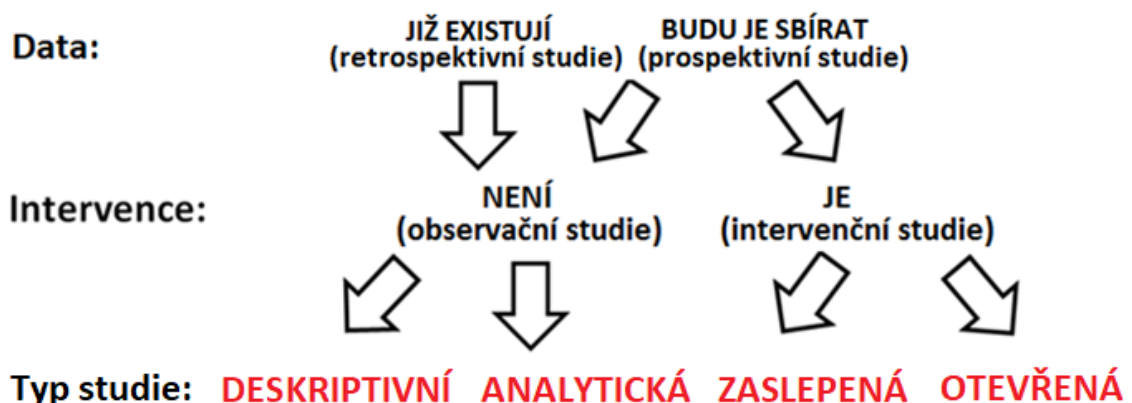 Data:
JIŽ EXISTUJÍ
(retrospektivní studie)
BUDU JE SBÍRAT
(prospektivní studie)
Intervence:
NENÍ
(observační studie)
JE
(intervenční studie)
Typ studie: DESKRIPTIVNÍ ANALYTICKÁ ZASLEPENÁ OTEVŘENÁ